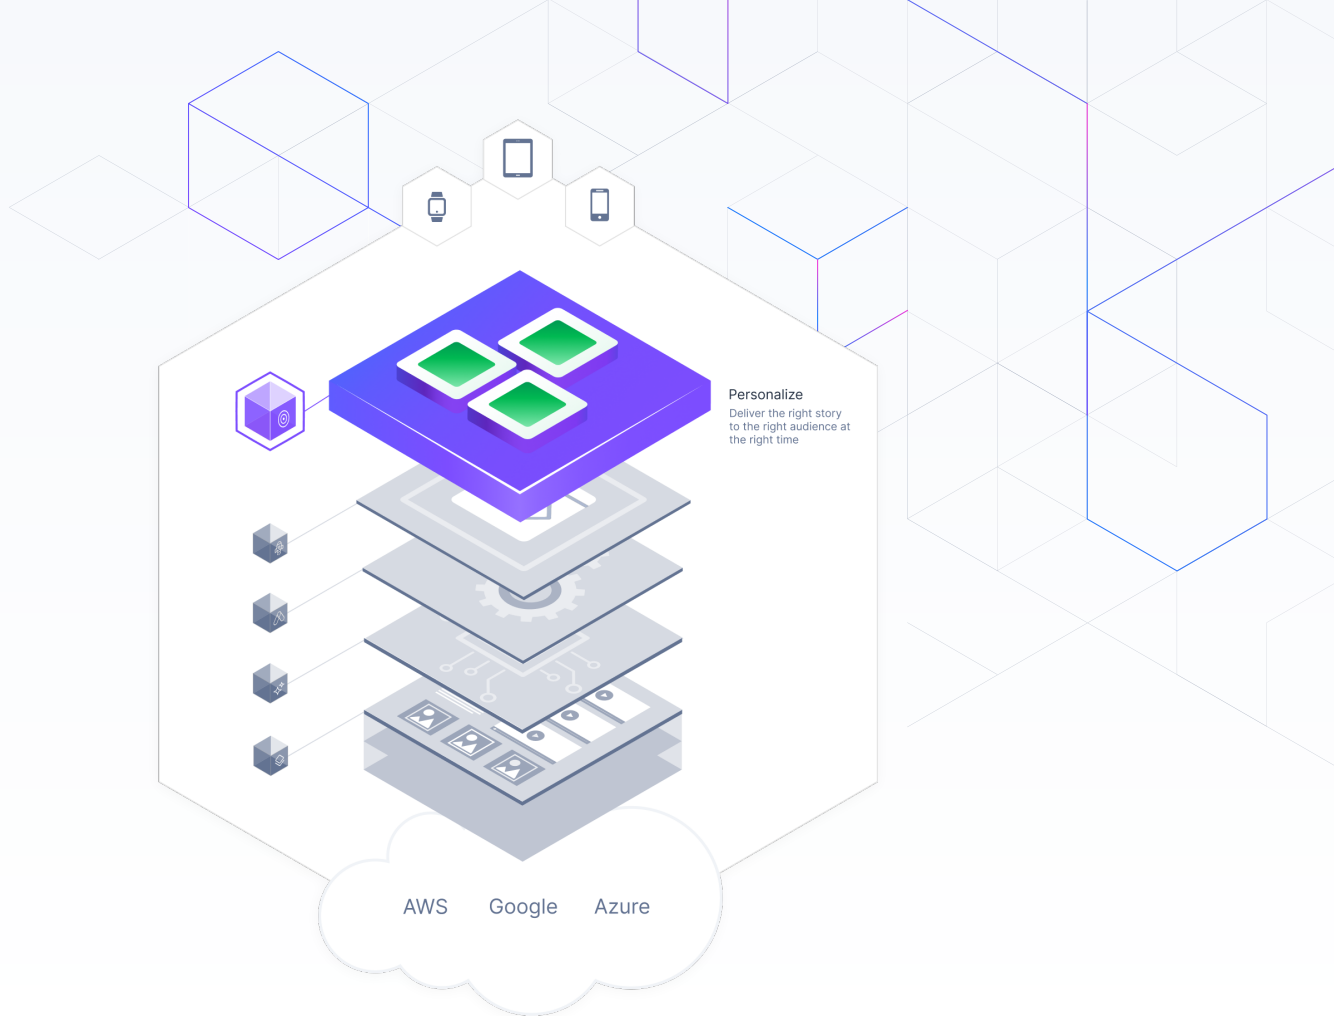 Personalize
Deliver the right story
to the right audience at
the right time
AWS Google Azure